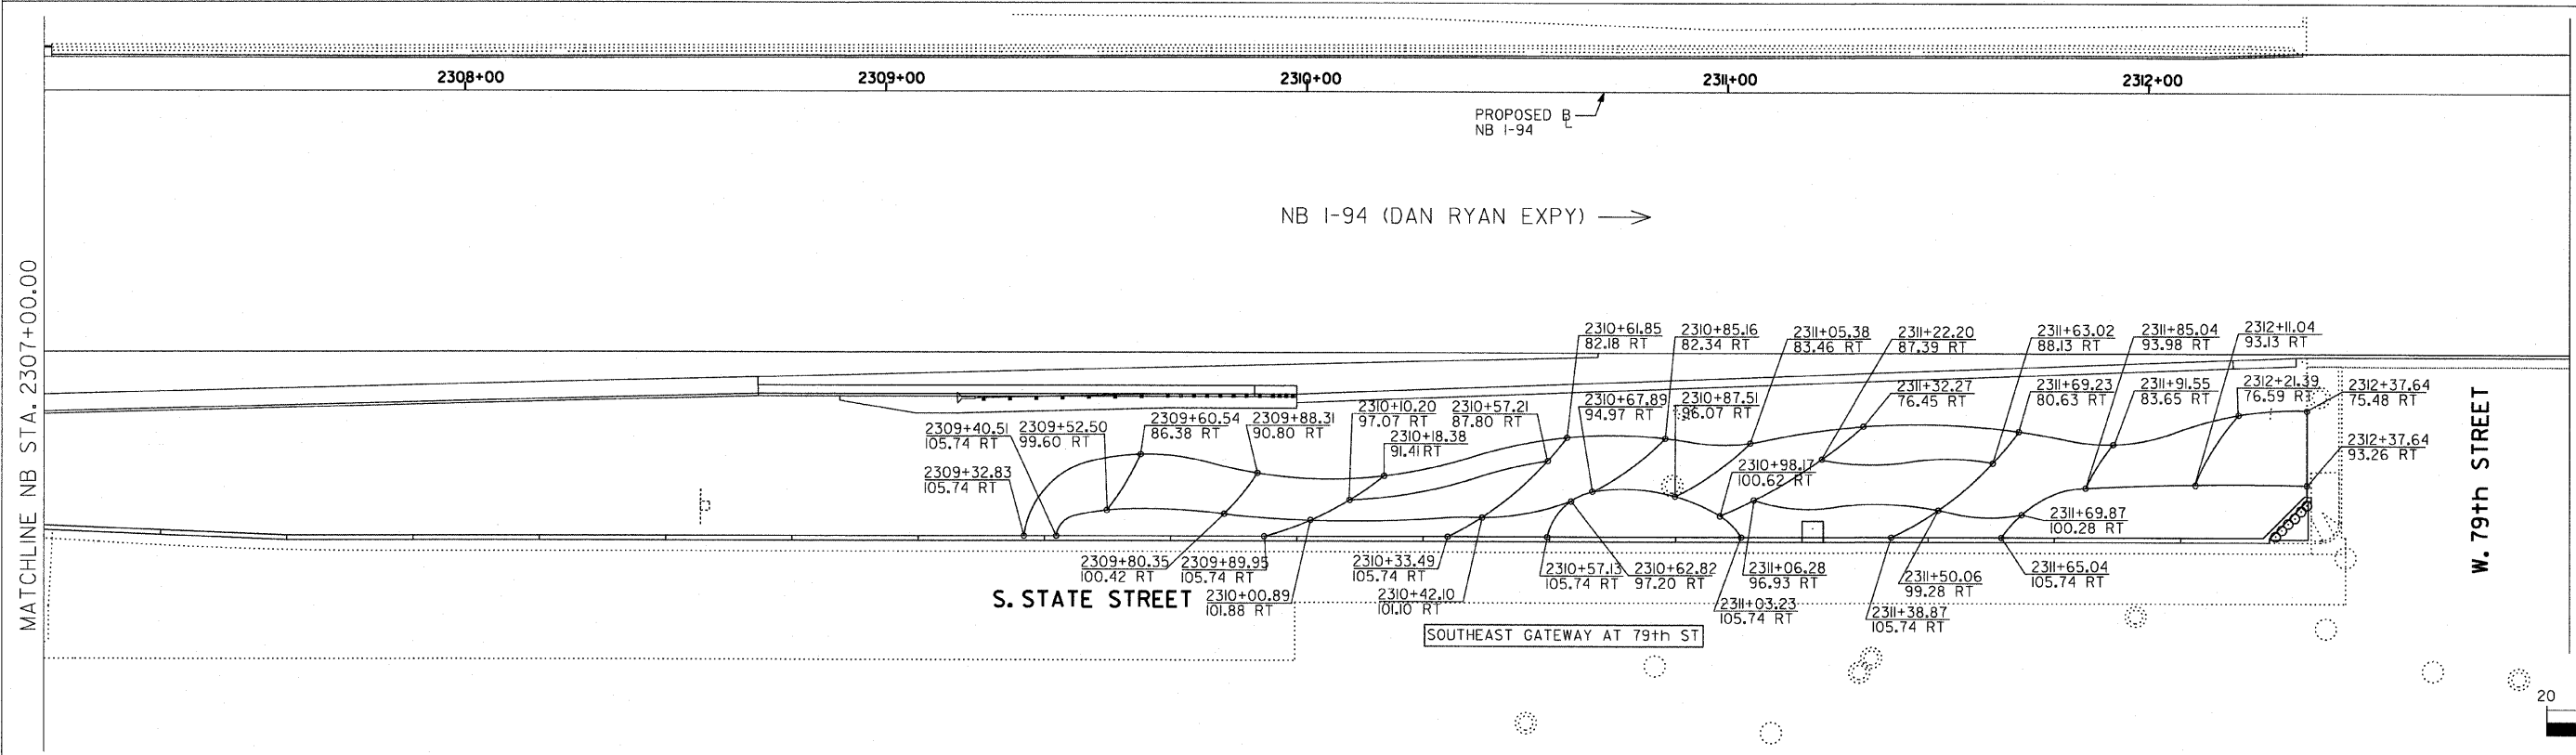 2308+00
2309+00
2310+00
2311+00
2312+00
PROPOSED ℄
NB I-94
NB I-94 (DAN RYAN EXPY)
MATCHLINE NB STA. 2307+00.00
2310+61.85
82.18 RT
2310+85.16
82.34 RT
2311+05.38
83.46 RT
2311+22.20
87.39 RT
2311+63.02
88.13 RT
2311+85.04
93.98 RT
2312+11.04
93.13 RT
2309+40.51
105.74 RT
2309+52.50
99.60 RT
2309+60.54
86.38 RT
2309+88.31
90.80 RT
2310+10.20
97.07 RT
2310+57.21
87.80 RT
2310+18.38
91.41 RT
2310+67.89
94.97 RT
2310+87.51
96.07 RT
2311+32.27
76.45 RT
2311+69.23
80.63 RT
2311+91.55
83.65 RT
2312+21.39
76.59 RT
2312+37.64
75.48 RT
2309+32.83
105.74 RT
2310+98.17
100.62 RT
2312+37.64
93.26 RT
2311+69.87
100.28 RT
W. 79th STREET
2309+80.35
100.42 RT
2309+89.95
105.74 RT
2310+00.89
101.88 RT
2310+33.49
105.74 RT
2310+42.10
101.10 RT
2310+57.13
105.74 RT
2310+62.82
97.20 RT
2311+06.28
96.93 RT
2311+03.23
105.74 RT
2311+50.06
99.28 RT
2311+38.87
105.74 RT
2311+65.04
105.74 RT
S. STATE STREET
SOUTHEAST GATEWAY AT 79th ST
20